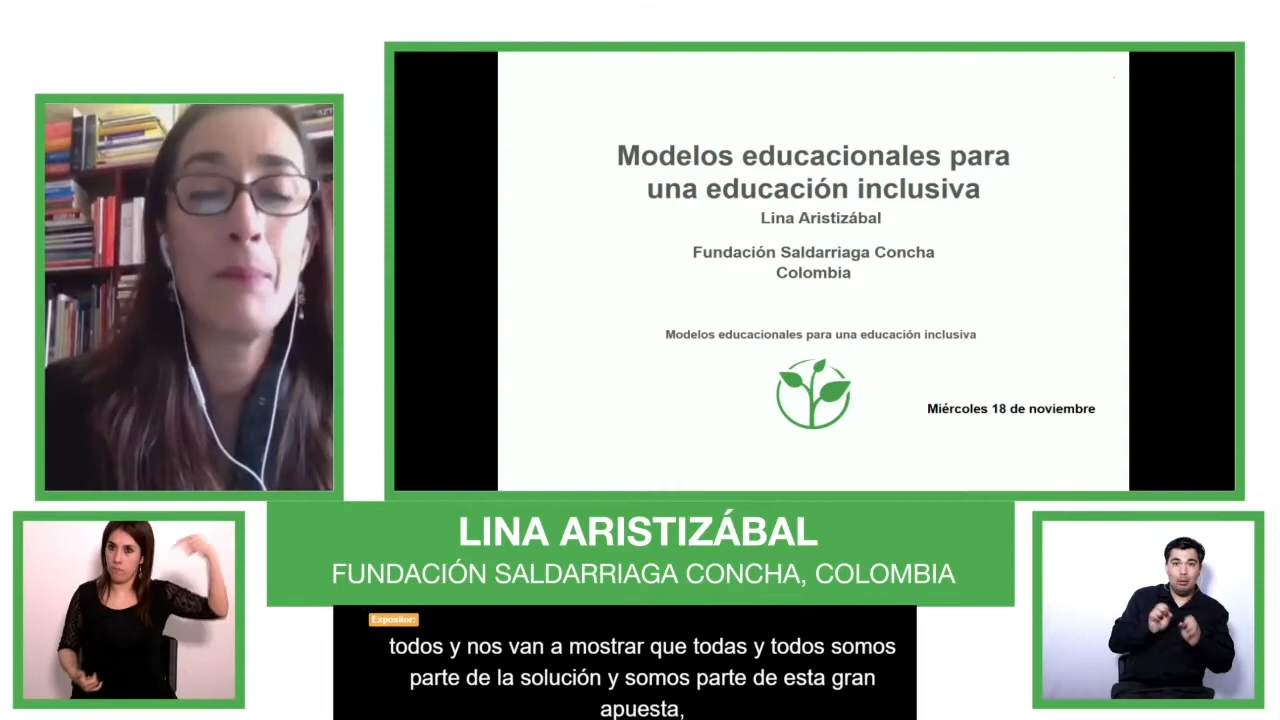 Modelos educacionales para
una educación inclusiva
Lina Aristizábal
Fundación Saldarriaga Concha
Colombia
Modelos educacionales para una educación inclusiva
Miércoles 18 de noviembre
LINA ARISTIZÁBAL
FUNDACIÓN SALDARRIAGA CONCHA, COLOMBIA
Expositor:
todos y nos van a mostrar que todas y todos somos
parte de la solución y somos parte de esta gran
apuesta,